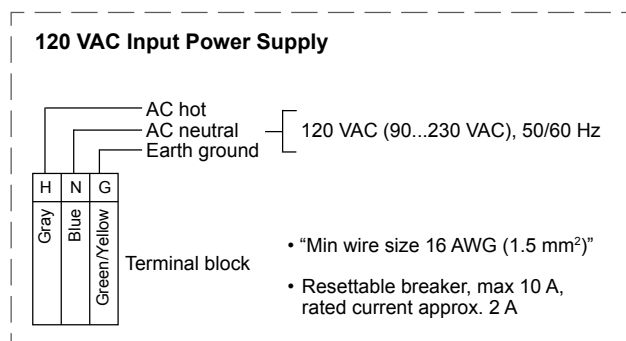 120 VAC Input Power Supply
AC hot
AC neutral
Earth ground
120 VAC (90...230 VAC), 50/60 Hz
H N G
Gray
Blue
Green/Yellow
Terminal block
• “Min wire size 16 AWG (1.5 mm²)”
• Resettable breaker, max 10 A,
rated current approx. 2 A